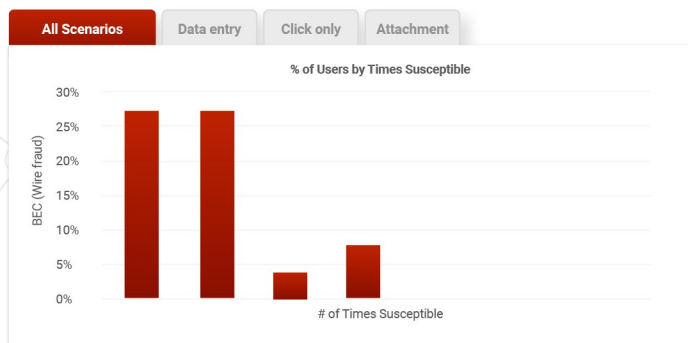 All Scenarios Data entry Click only Attachment
% of Users by Times Susceptible
30%
25%
20%
15%
10%
5%
0%
BEC (Wire fraud)
# of Times Susceptible